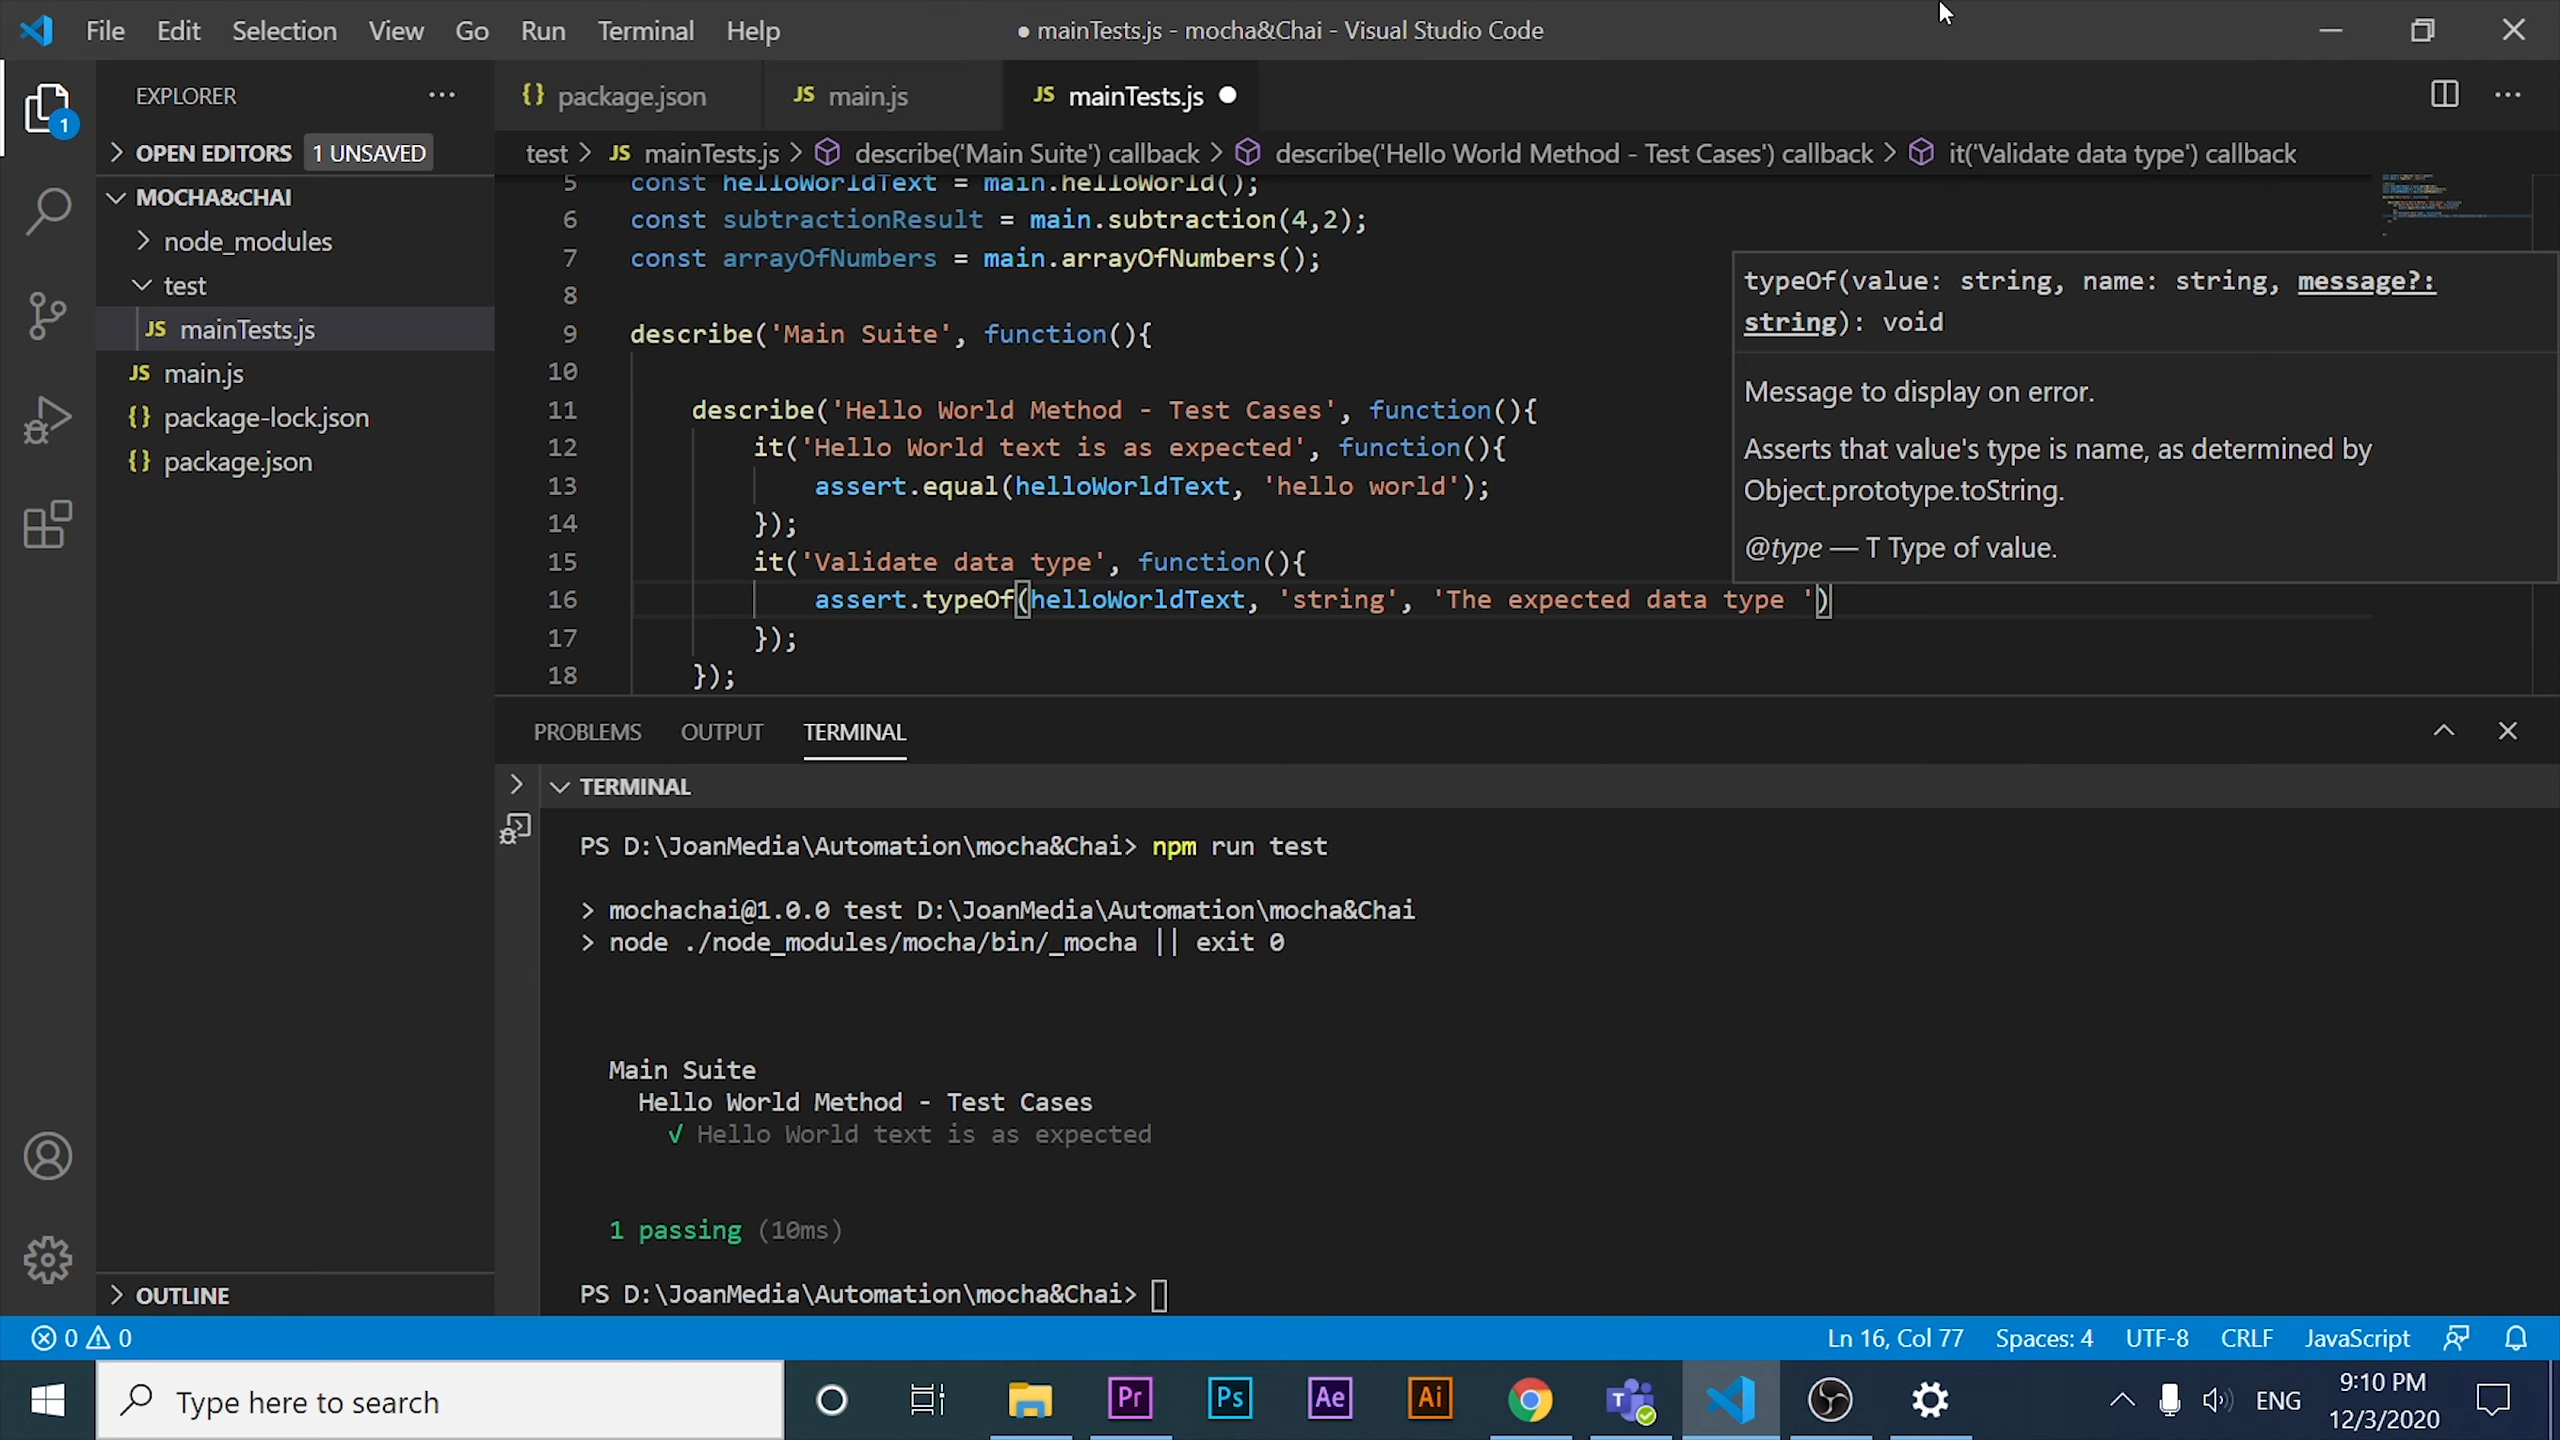 File Edit Selection View Go Run Terminal Help
● mainTests.js - mocha&Chai - Visual Studio Code
EXPLORER
{} package.json
JS main.js
JS mainTests.js
OPEN EDITORS 1 UNSAVED
test > JS mainTests.js > describe('Main Suite') callback > describe('Hello World Method - Test Cases') callback > it('Validate data type') callback
MOCHA&CHAI
node_modules
test
JS mainTests.js
JS main.js
{} package-lock.json
{} package.json
OUTLINE
5 const helloWorldText = main.helloWorld();
6 const subtractionResult = main.subtraction(4,2);
7 const arrayOfNumbers = main.arrayOfNumbers();
8
9 describe('Main Suite', function(){
10
11 describe('Hello World Method - Test Cases', function(){
12 it('Hello World text is as expected', function(){
13 assert.equal(helloWorldText, 'hello world');
14 });
15 it('Validate data type', function(){
16 assert.typeOf(helloWorldText, 'string', 'The expected data type ')
17 });
18 });
typeOf(value: string, name: string, message?:
string): void
Message to display on error.
Asserts that value's type is name, as determined by
Object.prototype.toString.
@type — T Type of value.
PROBLEMS OUTPUT TERMINAL
TERMINAL
PS D:\JoanMedia\Automation\mocha&Chai> npm run test
> mochachai@1.0.0 test D:\JoanMedia\Automation\mocha&Chai
> node ./node_modules/mocha/bin/_mocha || exit 0
Main Suite
Hello World Method - Test Cases
√ Hello World text is as expected
1 passing (10ms)
PS D:\JoanMedia\Automation\mocha&Chai>
1
0 0
Ln 16, Col 77 Spaces: 4 UTF-8 CRLF JavaScript
Type here to search
Pr Ps Ae Ai
T
ENG
9:10 PM
12/3/2020